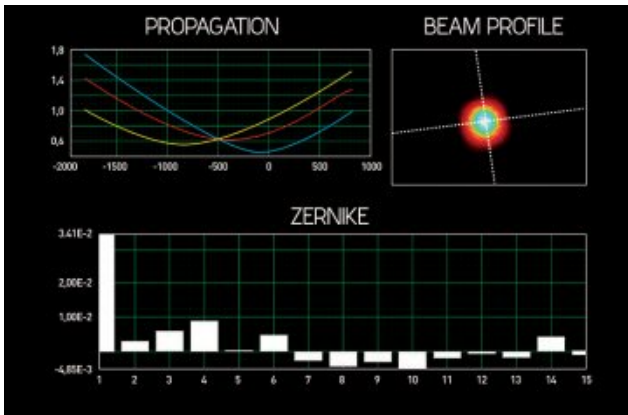 PROPAGATION
1,8
1,4
1,0
0,6
-2000 -1500 -1000 -500 0 500 1000
BEAM PROFILE
ZERNIKE
3.41E-2
2,00E-2
1,00E-2
-4,85E-3
1 2 3 4 5 6 7 8 9 10 11 12 13 14 15